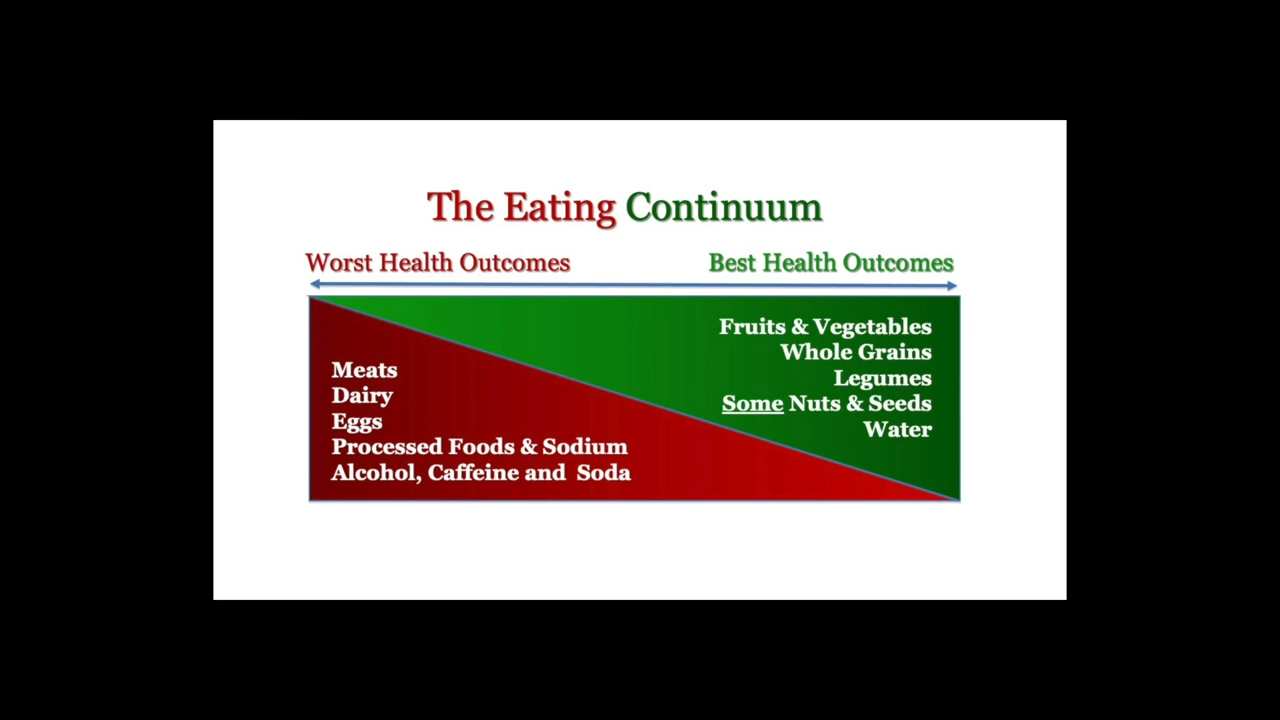 The Eating Continuum
Worst Health Outcomes
Best Health Outcomes
Meats
Dairy
Eggs
Processed Foods & Sodium
Alcohol, Caffeine and  Soda
Fruits & Vegetables
Whole Grains
Legumes
Some Nuts & Seeds
Water